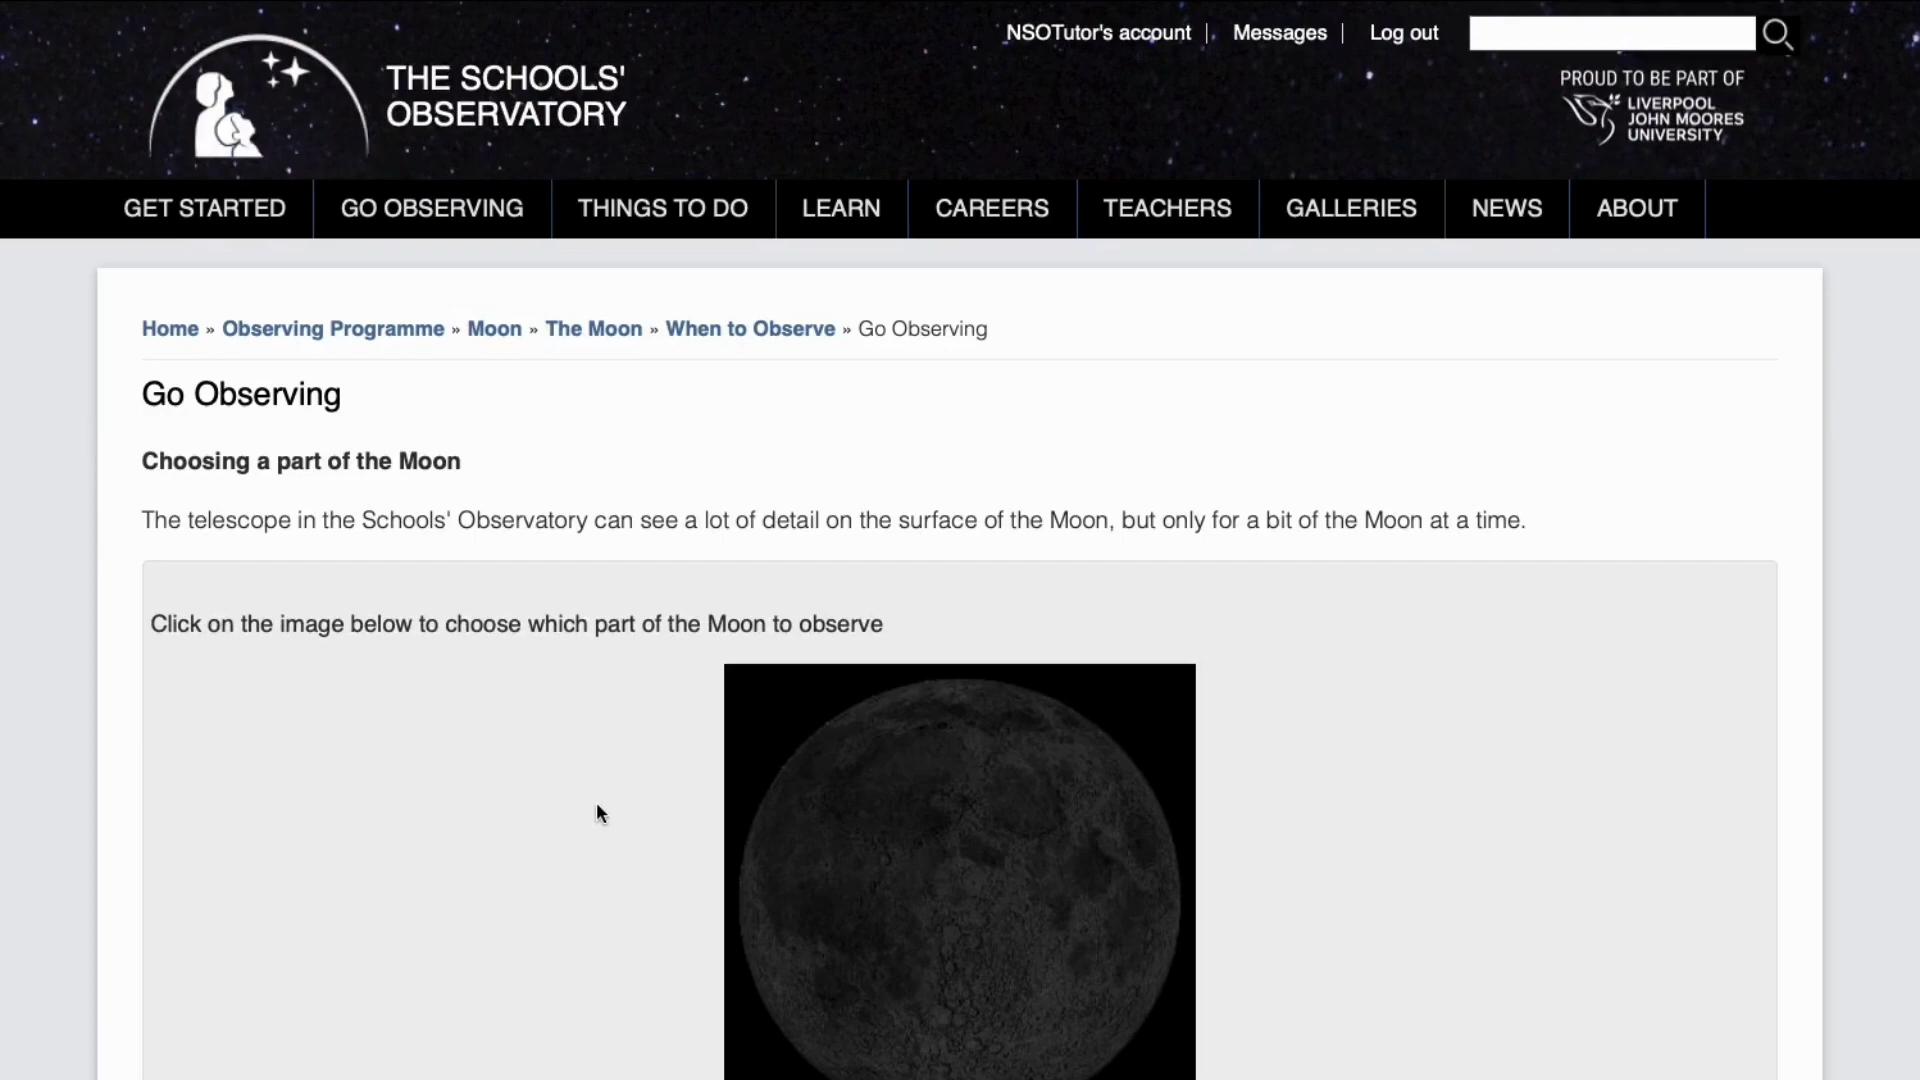 NSOTutor's account | Messages | Log out
THE SCHOOLS'
OBSERVATORY
PROUD TO BE PART OF
LIVERPOOL
JOHN MOORES
UNIVERSITY
GET STARTED GO OBSERVING THINGS TO DO LEARN CAREERS TEACHERS GALLERIES NEWS ABOUT
Home » Observing Programme » Moon » The Moon » When to Observe » Go Observing
Go Observing
Choosing a part of the Moon
The telescope in the Schools' Observatory can see a lot of detail on the surface of the Moon, but only for a bit of the Moon at a time.
Click on the image below to choose which part of the Moon to observe